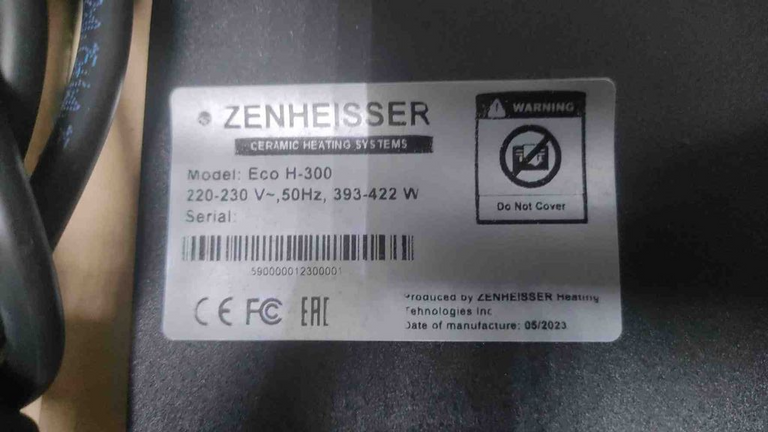 ZENHEISSER
CERAMIC HEATING SYSTEMS
Model: Eco H-300
220-230 V~,50Hz, 393-422 W
Serial:
590000012300001
CE FC EAC
WARNING
Do Not Cover
Produced by ZENHEISSER Heating
Tehnologies Inc
Date of manufacture: 05/2023